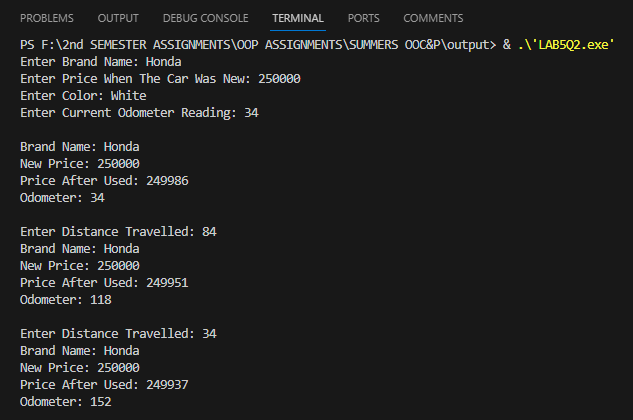 PROBLEMS OUTPUT DEBUG CONSOLE TERMINAL PORTS COMMENTS
PS F:\2nd SEMESTER ASSIGNMENTS\OOP ASSIGNMENTS\SUMMERS OOC&P\output> & .\'LAB5Q2.exe'
Enter Brand Name: Honda
Enter Price When The Car Was New: 250000
Enter Color: White
Enter Current Odometer Reading: 34
Brand Name: Honda
New Price: 250000
Price After Used: 249986
Odometer: 34
Enter Distance Travelled: 84
Brand Name: Honda
New Price: 250000
Price After Used: 249951
Odometer: 118
Enter Distance Travelled: 34
Brand Name: Honda
New Price: 250000
Price After Used: 249937
Odometer: 152